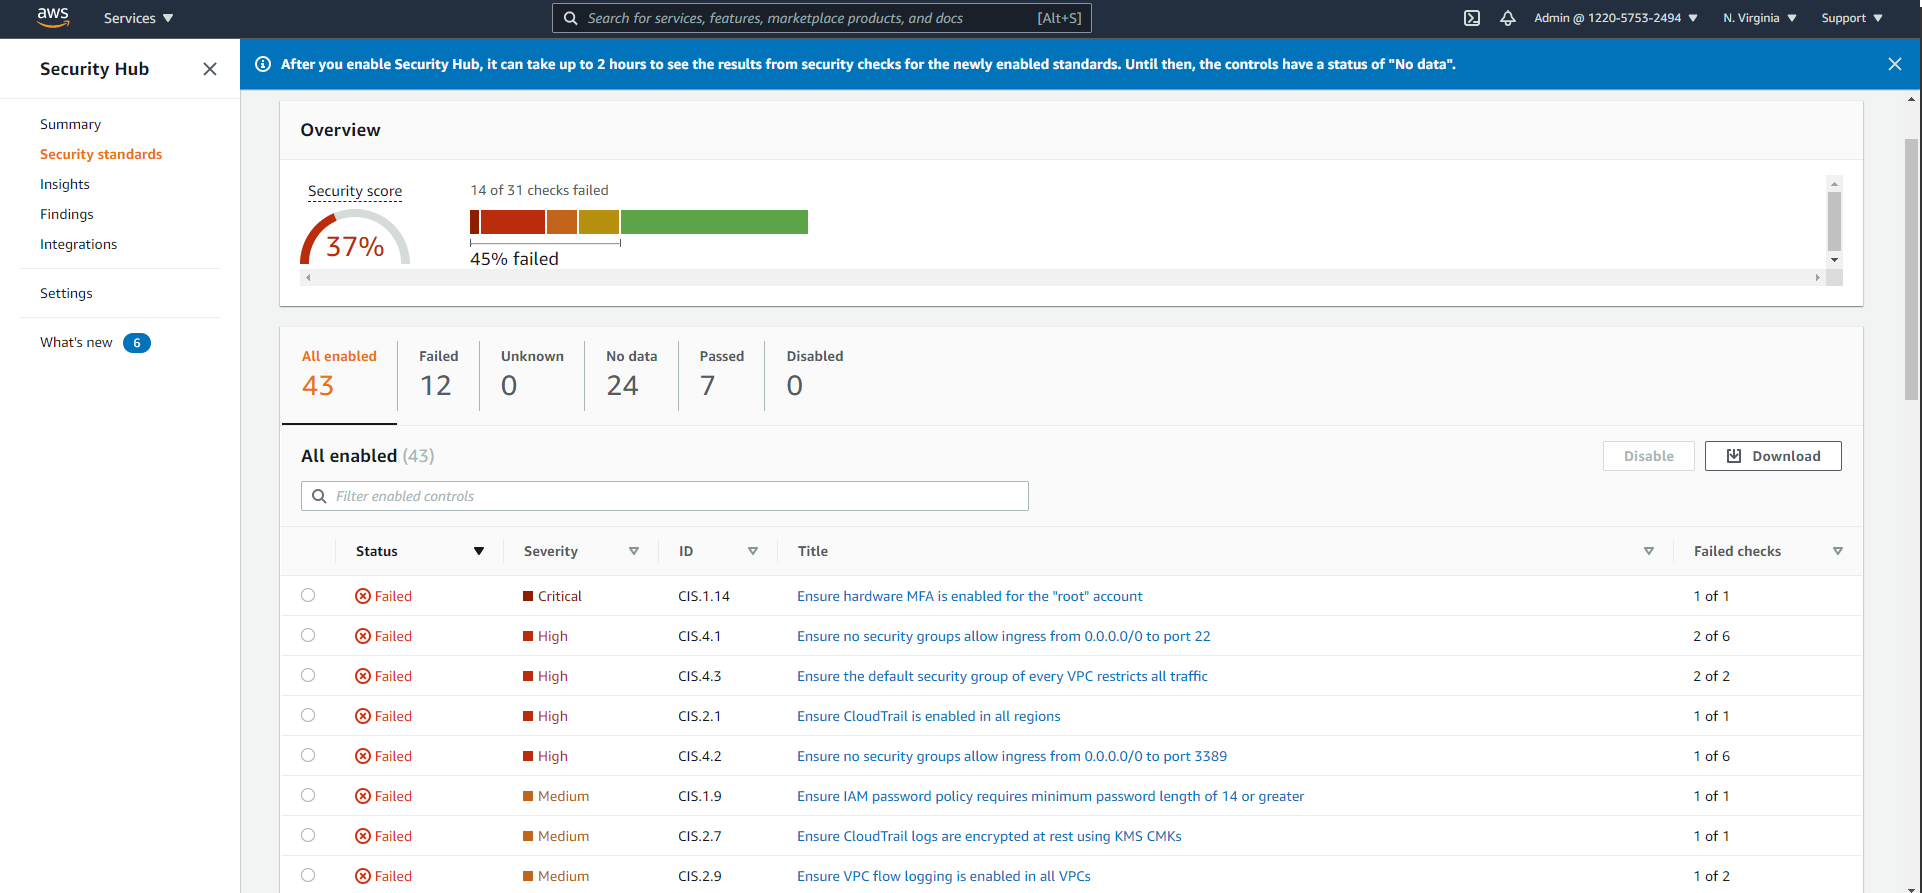 aws Services Search for services, features, marketplace products, and docs [Alt+S] Admin @ 1220-5753-2494 N. Virginia Support
Security Hub
After you enable Security Hub, it can take up to 2 hours to see the results from security checks for the newly enabled standards. Until then, the controls have a status of "No data".
Summary
Security standards
Insights
Findings
Integrations
Settings
What's new 6
Overview
Security score
37%
14 of 31 checks failed
45% failed
All enabled Failed Unknown No data Passed Disabled
43 12 0 24 7 0
All enabled (43)
Disable Download
Filter enabled controls
Status Severity ID Title Failed checks
Failed Critical CIS.1.14 Ensure hardware MFA is enabled for the "root" account 1 of 1
Failed High CIS.4.1 Ensure no security groups allow ingress from 0.0.0.0/0 to port 22 2 of 6
Failed High CIS.4.3 Ensure the default security group of every VPC restricts all traffic 2 of 2
Failed High CIS.2.1 Ensure CloudTrail is enabled in all regions 1 of 1
Failed High CIS.4.2 Ensure no security groups allow ingress from 0.0.0.0/0 to port 3389 1 of 6
Failed Medium CIS.1.9 Ensure IAM password policy requires minimum password length of 14 or greater 1 of 1
Failed Medium CIS.2.7 Ensure CloudTrail logs are encrypted at rest using KMS CMKs 1 of 1
Failed Medium CIS.2.9 Ensure VPC flow logging is enabled in all VPCs 1 of 2